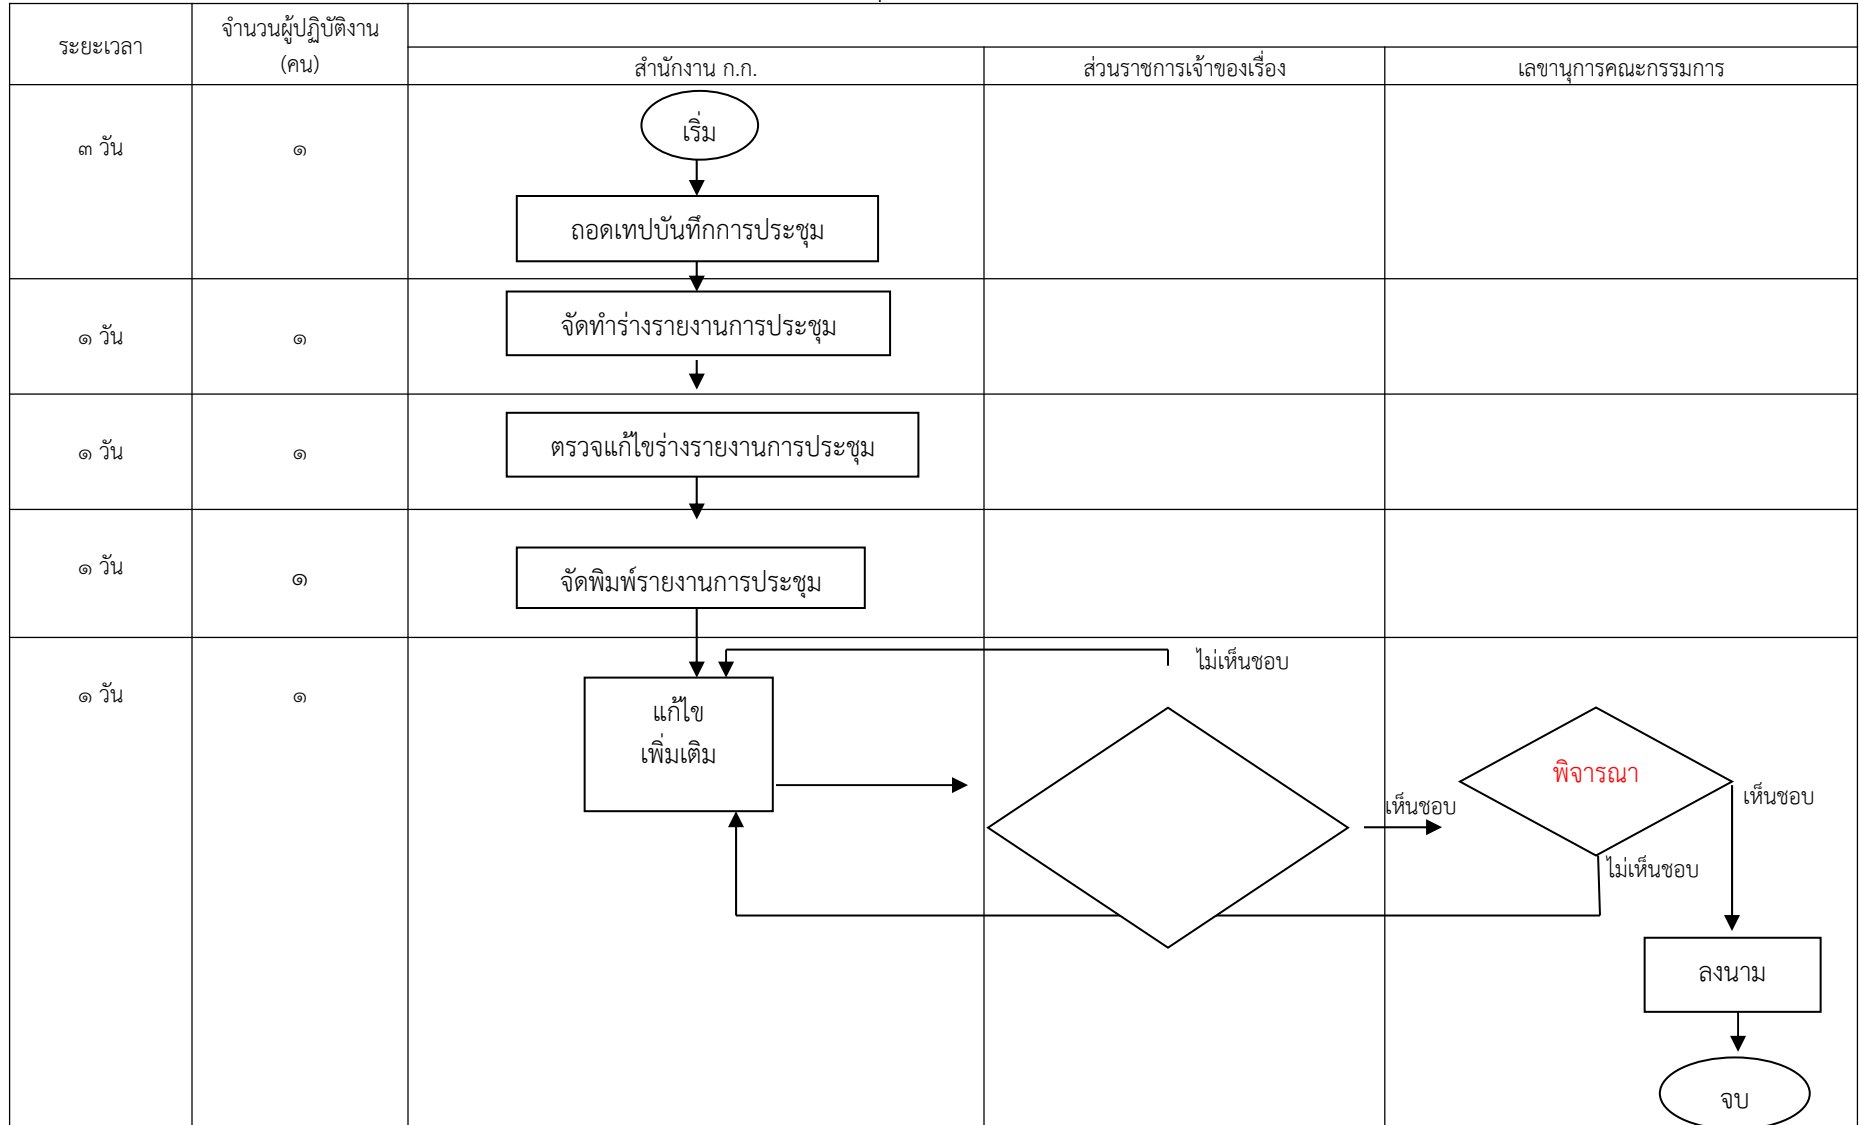 ระยะเวลา
จำนวนผู้ปฏิบัติงาน
(คน)
สำนักงาน ก.ก.
ส่วนราชการเจ้าของเรื่อง
เลขานุการคณะกรรมการ
๓ วัน
๑
เริ่ม
ถอดเทปบันทึกการประชุม
๑ วัน
๑
จัดทำร่างรายงานการประชุม
๑ วัน
๑
ตรวจแก้ไขร่างรายงานการประชุม
๑ วัน
๑
จัดพิมพ์รายงานการประชุม
๑ วัน
๑
ไม่เห็นชอบ
แก้ไข
เพิ่มเติม
เห็นชอบ
พิจารณา
เห็นชอบ
ไม่เห็นชอบ
ลงนาม
จบ